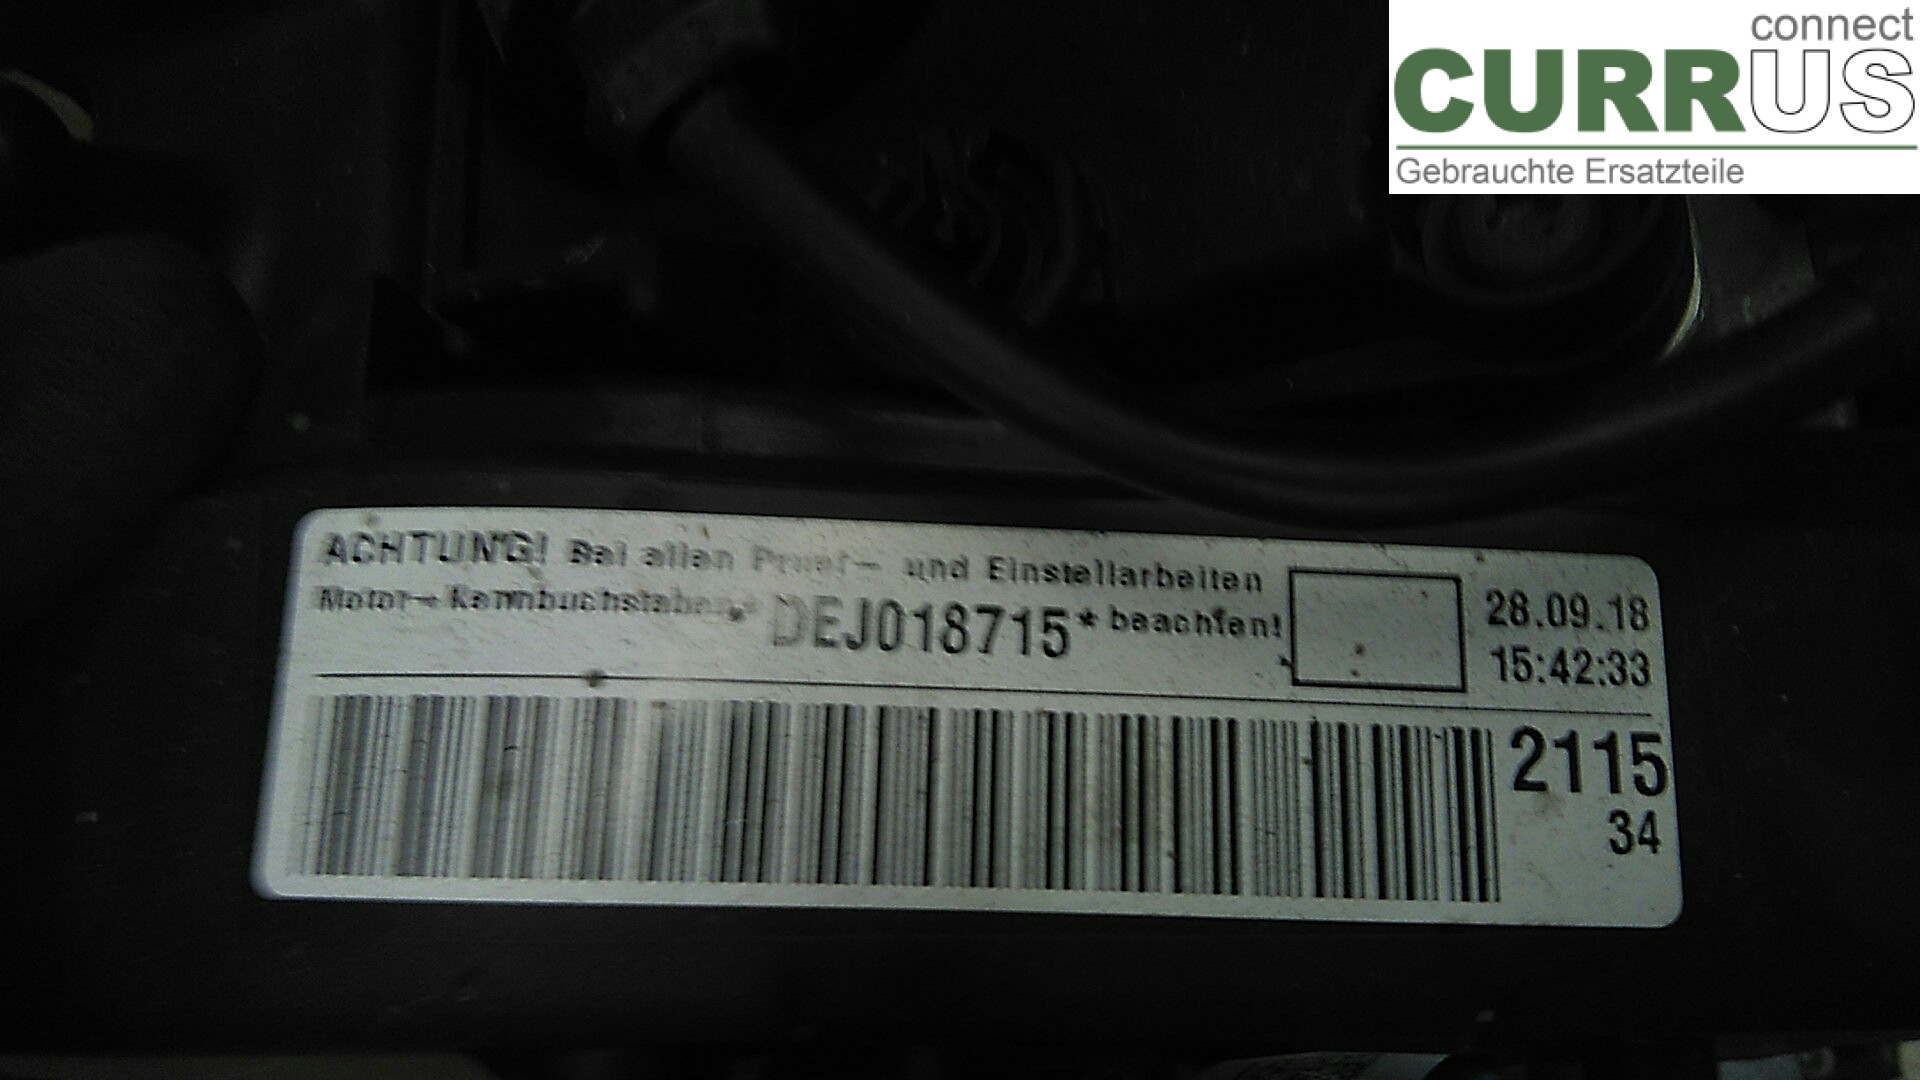 connect
CURRUS
Gebrauchte Ersatzteile
ACHTUNG! Bei allen Pruef- und Einstellarbeiten
Motor-Kennbuchstaben* DEJ018715* beachten!
28.09.18
15:42:33
2115
34